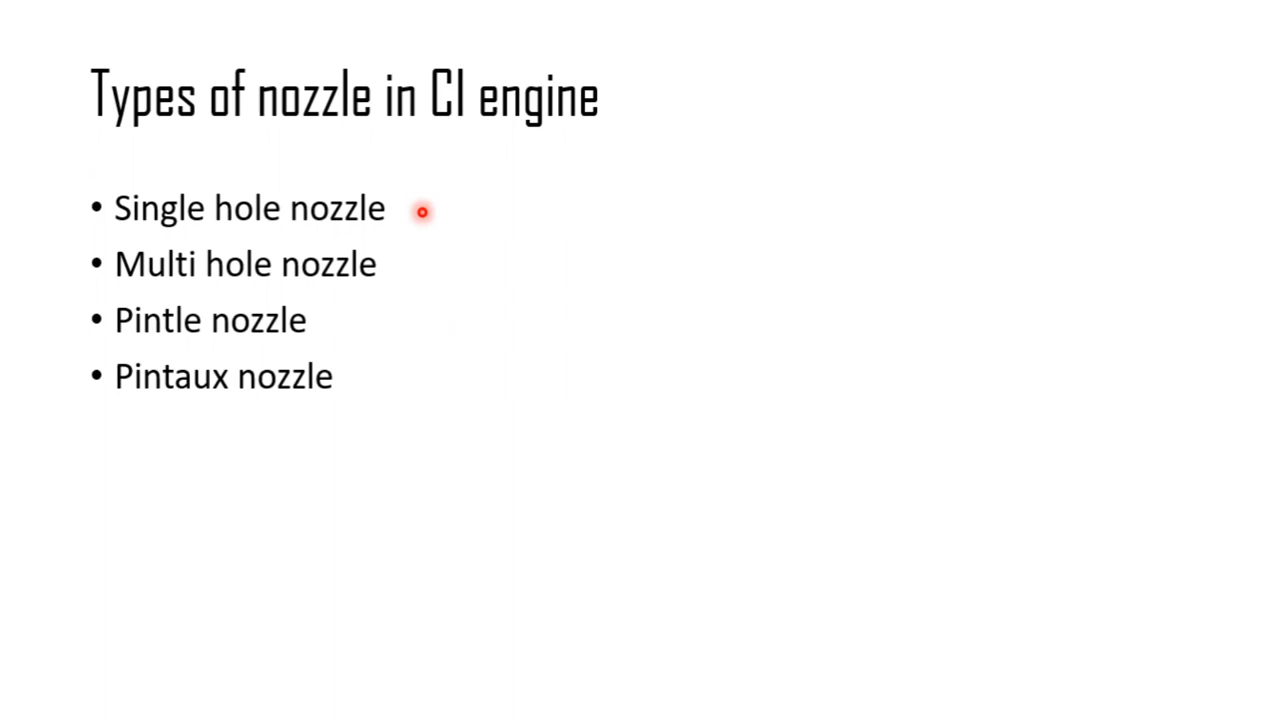 Types of nozzle in CI engine
• Single hole nozzle
• Multi hole nozzle
• Pintle nozzle
• Pintaux nozzle